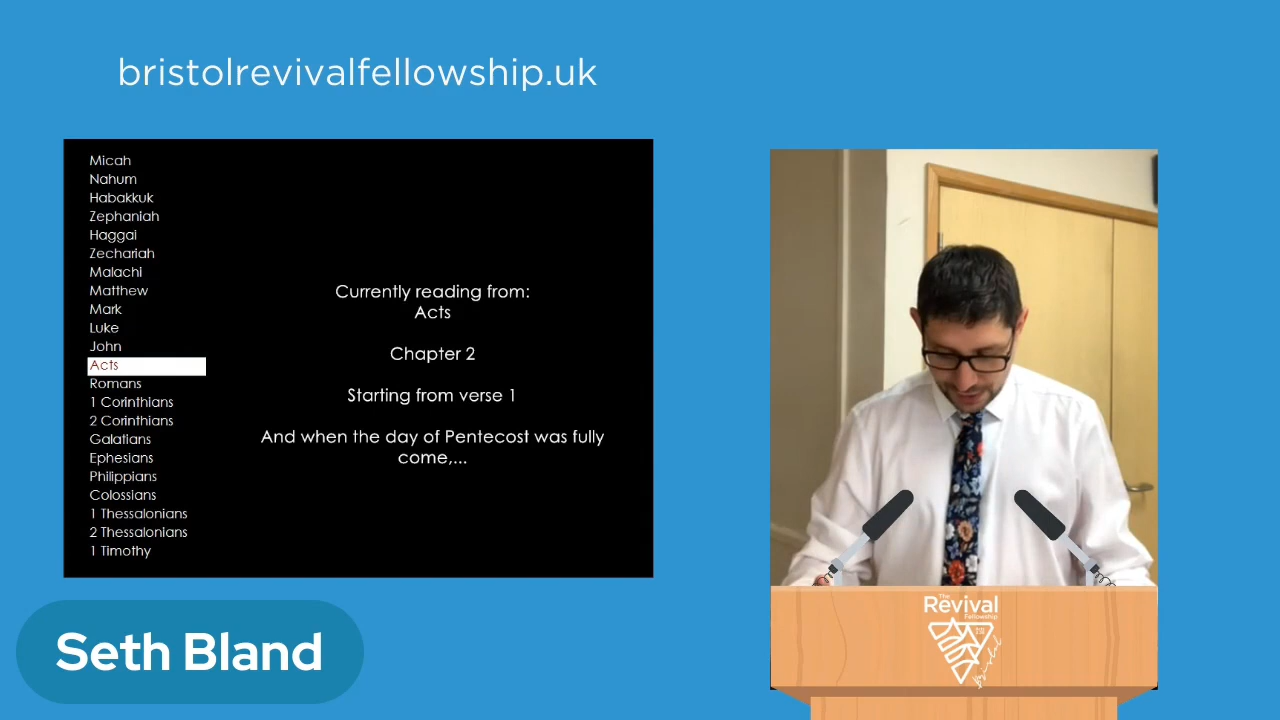 bristolrevivalfellowship.uk
Micah
Nahum
Habakkuk
Zephaniah
Haggai
Zechariah
Malachi
Matthew
Mark
Luke
John
Acts
Romans
1 Corinthians
2 Corinthians
Galatians
Ephesians
Philippians
Colossians
1 Thessalonians
2 Thessalonians
1 Timothy
Currently reading from:
Acts
Chapter 2
Starting from verse 1
And when the day of Pentecost was fully
come,...
Seth Bland
The
Revival
Fellowship
Bristol